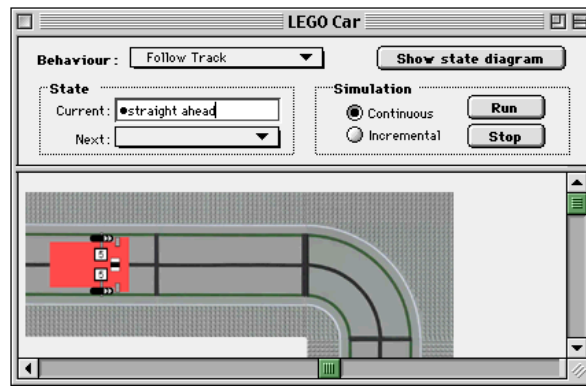 LEGO Car
Behaviour: Follow Track
Show state diagram
State
Current: •straight ahead
Next:
Simulation
Continuous
Incremental
Run
Stop
5
5